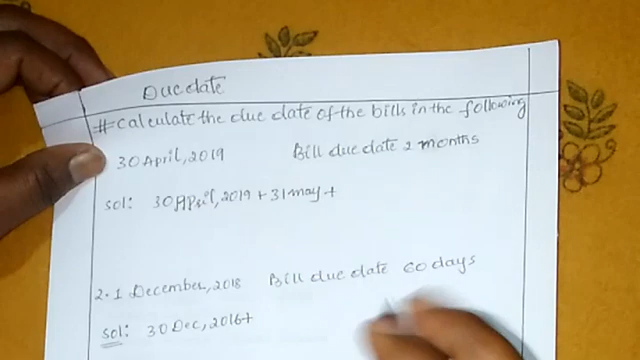 Due date
# Calculate the due date of the bills in the following
30 April, 2019 Bill due date 2 months
Sol: 30 April, 2019 + 31 may +
2. 1 December, 2018 Bill due date 60 days
Sol: 30 Dec, 2016 +